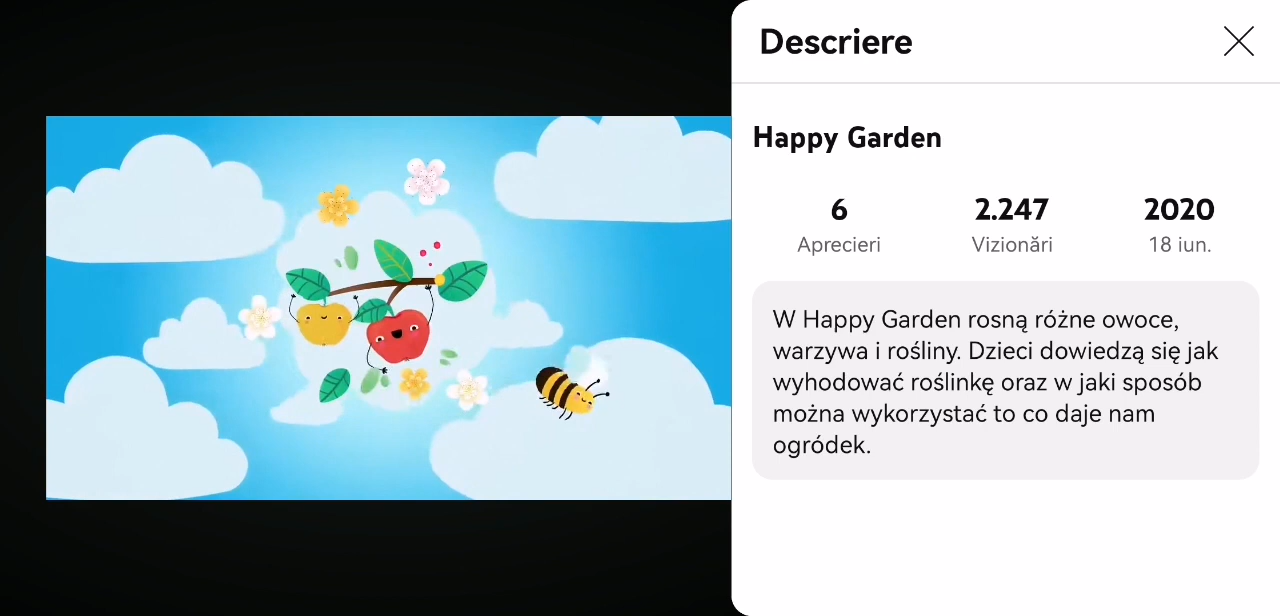 Descriere
Happy Garden
6
2.247
2020
Aprecieri
Vizionări
18 iun.
W Happy Garden rosną różne owoce,
warzywa i rośliny. Dzieci dowiedzą się jak
wyhodować roślinkę oraz w jaki sposób
można wykorzystać to co daje nam
ogródek.